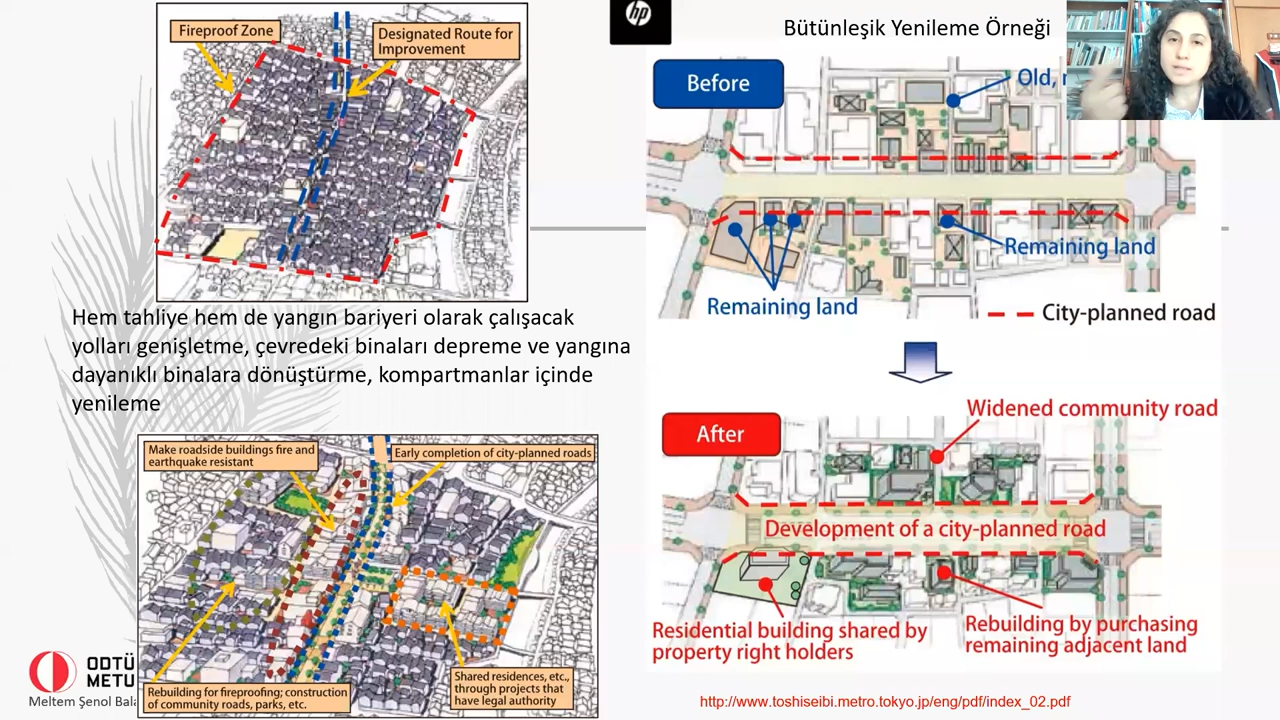 Bütünleşik Yenileme Örneği
Fireproof Zone
Designated Route for
Improvement
Hem tahliye hem de yangın bariyeri olarak çalışacak
yolları genişletme, çevredeki binaları depreme ve yangına
dayanıklı binalara dönüştürme, kompartmanlar içinde
yenileme
Make roadside buildings fire and
earthquake resistant
Early completion of city-planned roads
Rebuilding for fireproofing; construction
of community roads, parks, etc.
Shared residences, etc.,
through projects that
have legal authority
ODTÜ
METU
Meltem Şenol
hp
Before
Old,
Remaining land
Remaining land
City-planned road
After
Widened community road
Development of a city-planned road
Residential building shared by
property right holders
Rebuilding by purchasing
remaining adjacent land
http://www.toshiseibi.metro.tokyo.jp/eng/pdf/index_02.pdf